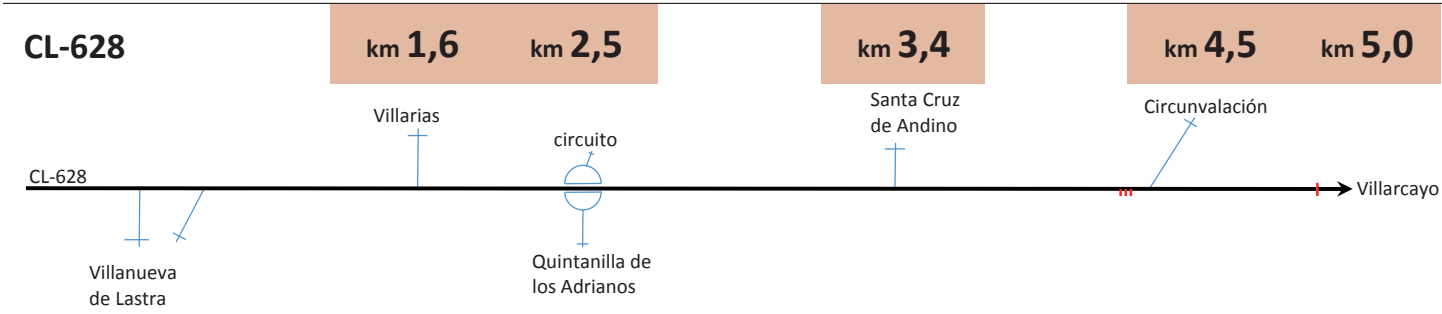 CL-628
km 1,6
km 2,5
km 3,4
km 4,5
km 5,0
Villarias
circuito
Santa Cruz
de Andino
Circunvalación
CL-628
Villarcayo
Villanueva
de Lastra
Quintanilla de
los Adrianos